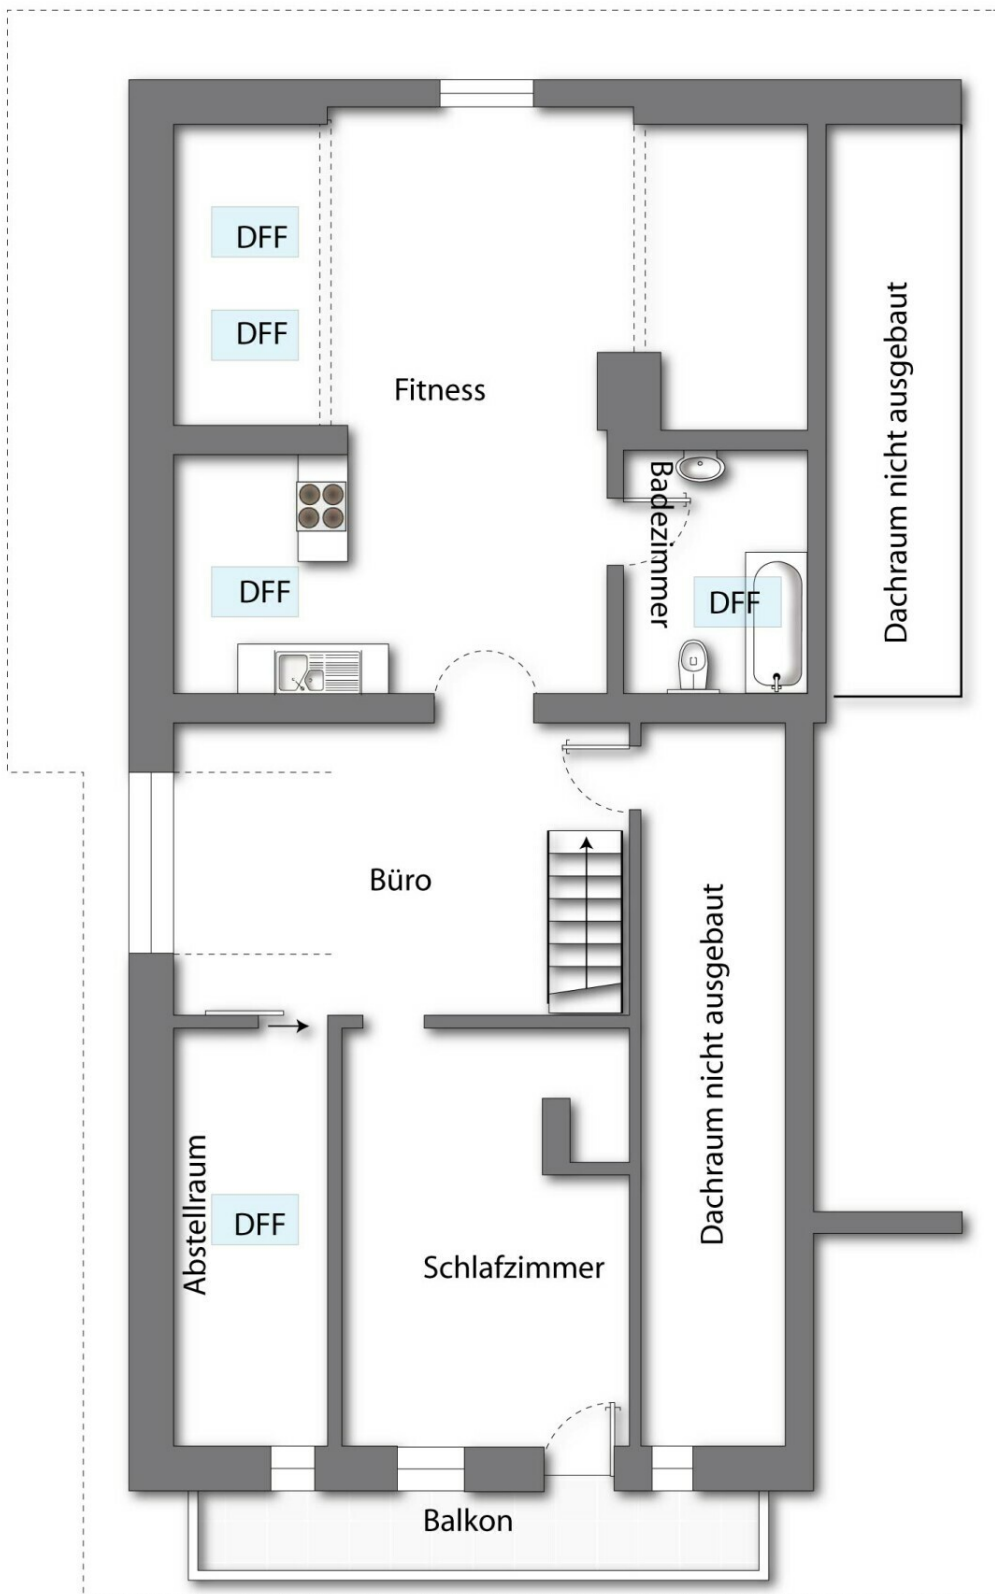 DFF
DFF
Fitness
Dachraum nicht ausgebaut
Badezimmer
DFF
DFF
Büro
Dachraum nicht ausgebaut
Abstellraum
DFF
Schlafzimmer
Balkon